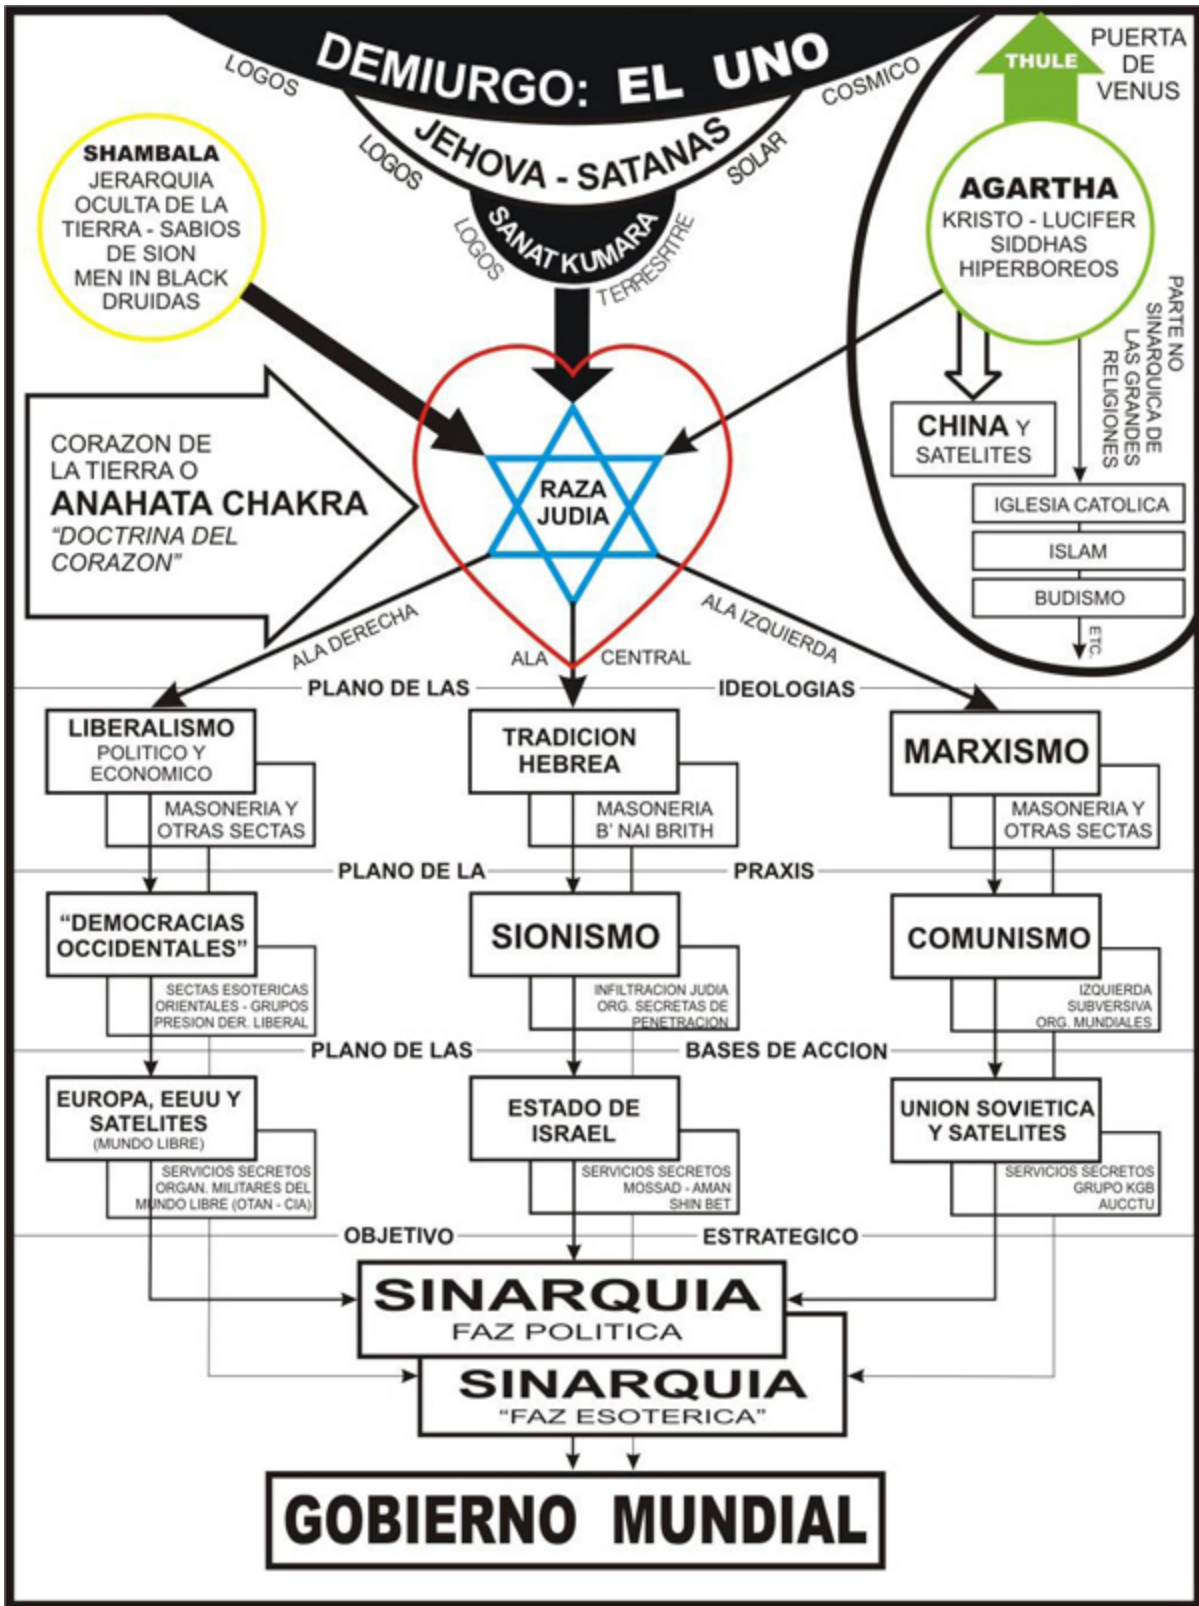 DEMIURGO: EL UNO
LOGOS
COSMICO
JEHOVA - SATANAS
LOGOS
SOLAR
SANAT KUMARA
LOGOS
TERRESRTRE
THULE
PUERTA
DE
VENUS
SHAMBALA
JERARQUIA
OCULTA DE LA
TIERRA - SABIOS
DE SION
MEN IN BLACK
DRUIDAS
AGARTHA
KRISTO - LUCIFER
SIDDHAS
HIPERBOREOS
PARTE NO
SINARQUICA DE
LAS GRANDES
RELIGIONES
CHINA Y
SATELITES
IGLESIA CATOLICA
ISLAM
BUDISMO
ETC.
CORAZON DE
LA TIERRA O
ANAHATA CHAKRA
“DOCTRINA DEL
CORAZON”
RAZA
JUDIA
ALA DERECHA
ALA CENTRAL
ALA IZQUIERDA
PLANO DE LAS IDEOLOGIAS
LIBERALISMO
POLITICO Y
ECONOMICO
MASONERIA Y
OTRAS SECTAS
TRADICION
HEBREA
MASONERIA
B' NAI BRITH
MARXISMO
MASONERIA Y
OTRAS SECTAS
PLANO DE LA PRAXIS
“DEMOCRACIAS
OCCIDENTALES”
SECTAS ESOTERICAS
ORIENTALES - GRUPOS
PRESION DER. LIBERAL
SIONISMO
INFILTRACION JUDIA
ORG. SECRETAS DE
PENETRACION
COMUNISMO
IZQUIERDA
SUBVERSIVA
ORG. MUNDIALES
PLANO DE LAS BASES DE ACCION
EUROPA, EEUU Y
SATELITES
(MUNDO LIBRE)
SERVICIOS SECRETOS
ORGAN. MILITARES DEL
MUNDO LIBRE (OTAN - CIA)
ESTADO DE
ISRAEL
SERVICIOS SECRETOS
MOSSAD - AMAN
SHIN BET
UNION SOVIETICA
Y SATELITES
SERVICIOS SECRETOS
GRUPO KGB
AUCCTU
OBJETIVO ESTRATEGICO
SINARQUIA
FAZ POLITICA
SINARQUIA
“FAZ ESOTERICA”
GOBIERNO MUNDIAL